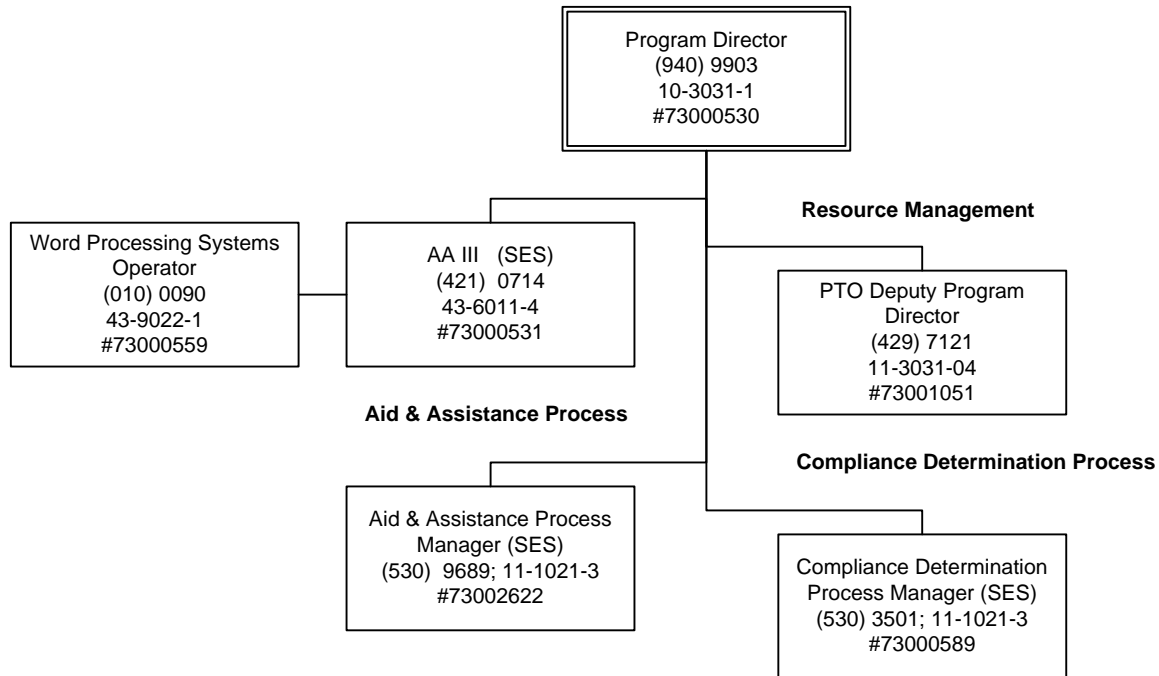 Program Director
(940) 9903
10-3031-1
#73000530
Resource Management
Word Processing Systems
Operator
(010) 0090
43-9022-1
#73000559
AA III (SES)
(421) 0714
43-6011-4
#73000531
PTO Deputy Program
Director
(429) 7121
11-3031-04
#73001051
Aid & Assistance Process
Compliance Determination Process
Aid & Assistance Process
Manager (SES)
(530) 9689; 11-1021-3
#73002622
Compliance Determination
Process Manager (SES)
(530) 3501; 11-1021-3
#73000589